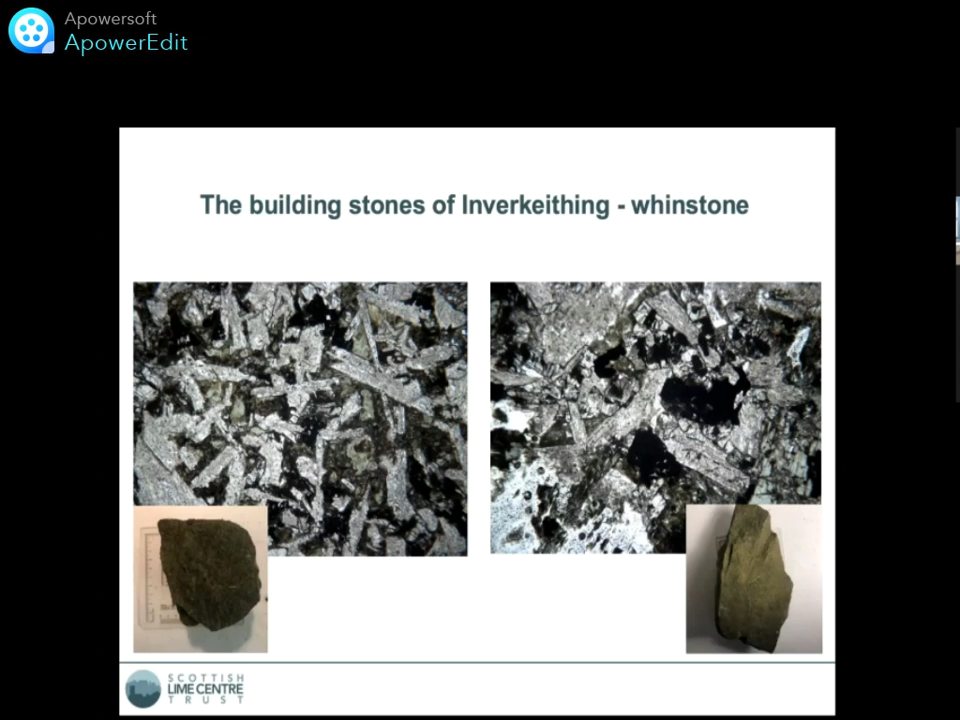 Apowersoft
ApowerEdit
The building stones of Inverkeithing - whinstone
SCOTTISH
LIME CENTRE
TRUST